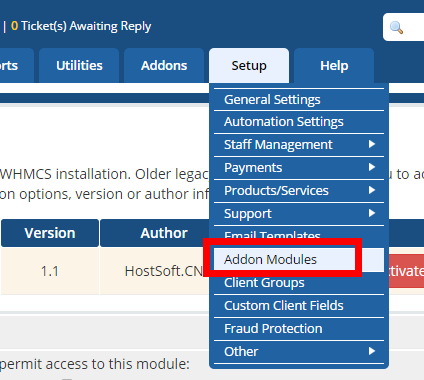 | 0 Ticket(s) Awaiting Reply
rts Utilities Addons Setup Help
General Settings
Automation Settings
Staff Management
WHMCS installation. Older legac
Payments
u to ac
on options, version or author inf
Products/Services
Support
Version Author
Email Templates
Addon Modules
1.1 HostSoft.CN
ctivate
Client Groups
Custom Client Fields
Fraud Protection
Other
permit access to this module: